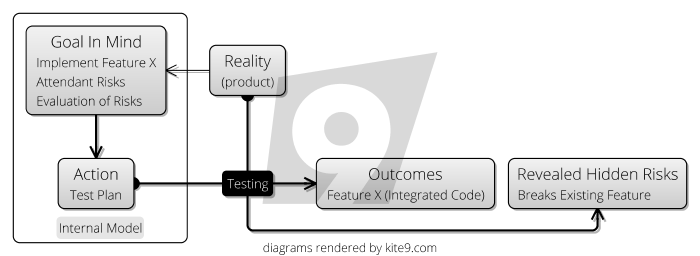 Goal In Mind
Implement Feature X
Attendant Risks
Evaluation of Risks
Reality
(product)
Action
Test Plan
Internal Model
Testing
Outcomes
Feature X (Integrated Code)
Revealed Hidden Risks
Breaks Existing Feature
diagrams rendered by kite9.com